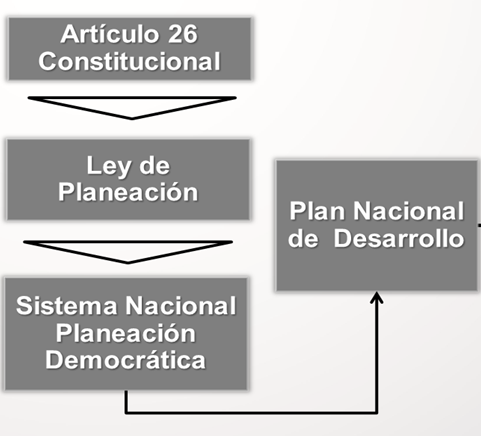 Artículo 26
Constitucional
Ley de
Planeación
Sistema Nacional
Planeación
Democrática
Plan Nacional
de Desarrollo